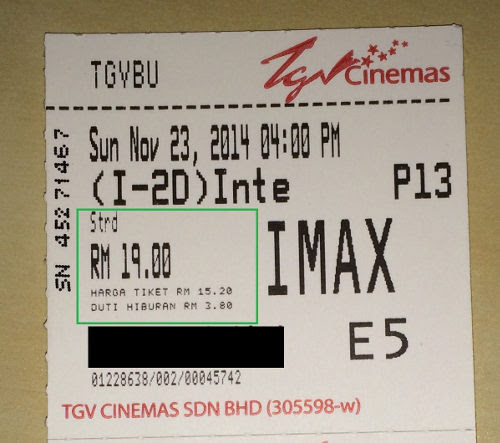 TGVBU
TGV Cinemas
Sun Nov 23, 2014 04:00 PM
(I-2D)Inte
P13
Strd
RM 19.00
IMAX
HARGA TIKET RM 15.20
DUTI HIBURAN RM 3.80
E5
01228638/002/00045742
TGV CINEMAS SDN BHD (305598-w)
SN 45271467